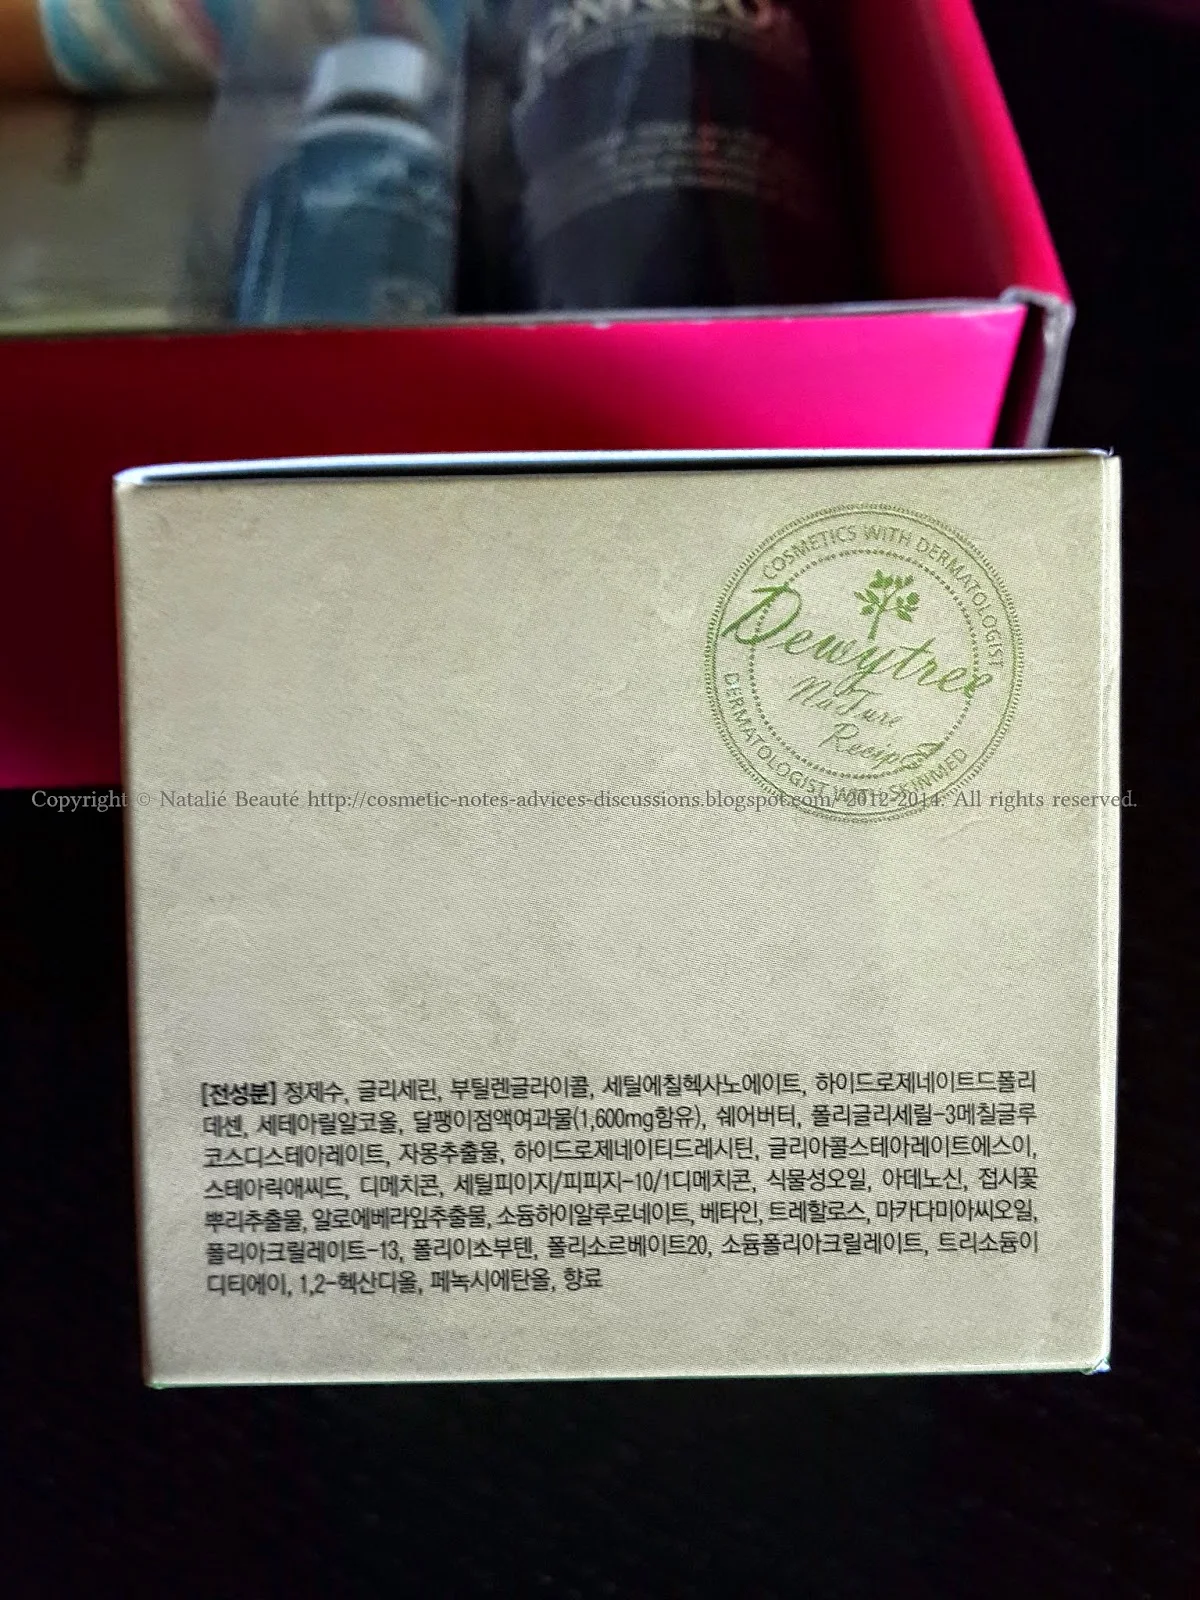 COSMETICS WITH DERMATOLOGIST
Dewytree
NaTure
Recipe
DERMATOLOGIST WITH SKINMED
Copyright © Natalié Beauté http://cosmetic-notes-advices-discussions.blogspot.com/ 2012-2014. All rights reserved.
[전성분] 정제수, 글리세린, 부틸렌글라이콜, 세틸에칠헥사노에이트, 하이드로제네이트드폴리
데센, 세테아릴알코올, 달팽이점액여과물(1,600mg함유), 쉐어버터, 폴리글리세릴-3메칠글루
코스디스테아레이트, 자몽추출물, 하이드로제네이티드레시틴, 글리아콜스테아레이트에스이,
스테아릭애씨드, 디메치콘, 세틸피이지/피피지-10/1디메치콘, 식물성오일, 아데노신, 접시꽃
뿌리추출물, 알로에베라잎추출물, 소듐하이알루로네이트, 베타인, 트레할로스, 마카다미아씨오일,
폴리아크릴레이트-13, 폴리이소부텐, 폴리소르베이트20, 소듐폴리아크릴레이트, 트리소듐이
디티에이, 1,2-헥산디올, 페녹시에탄올, 향료